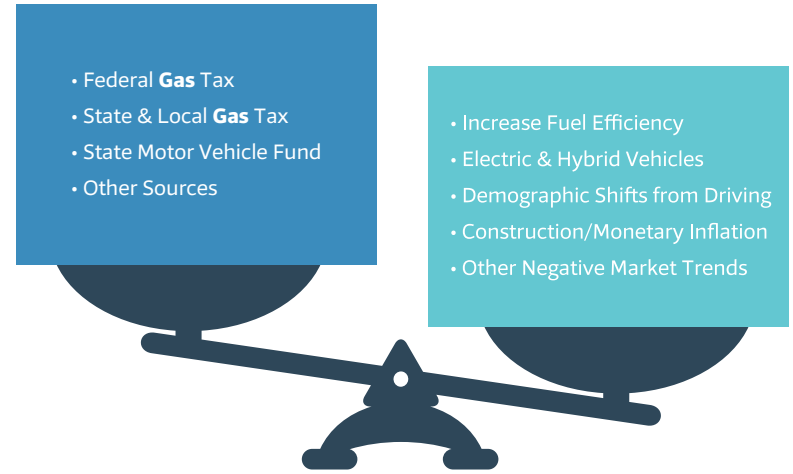 • Federal Gas Tax
• State & Local Gas Tax
• State Motor Vehicle Fund
• Other Sources
• Increase Fuel Efficiency
• Electric & Hybrid Vehicles
• Demographic Shifts from Driving
• Construction/Monetary Inflation
• Other Negative Market Trends